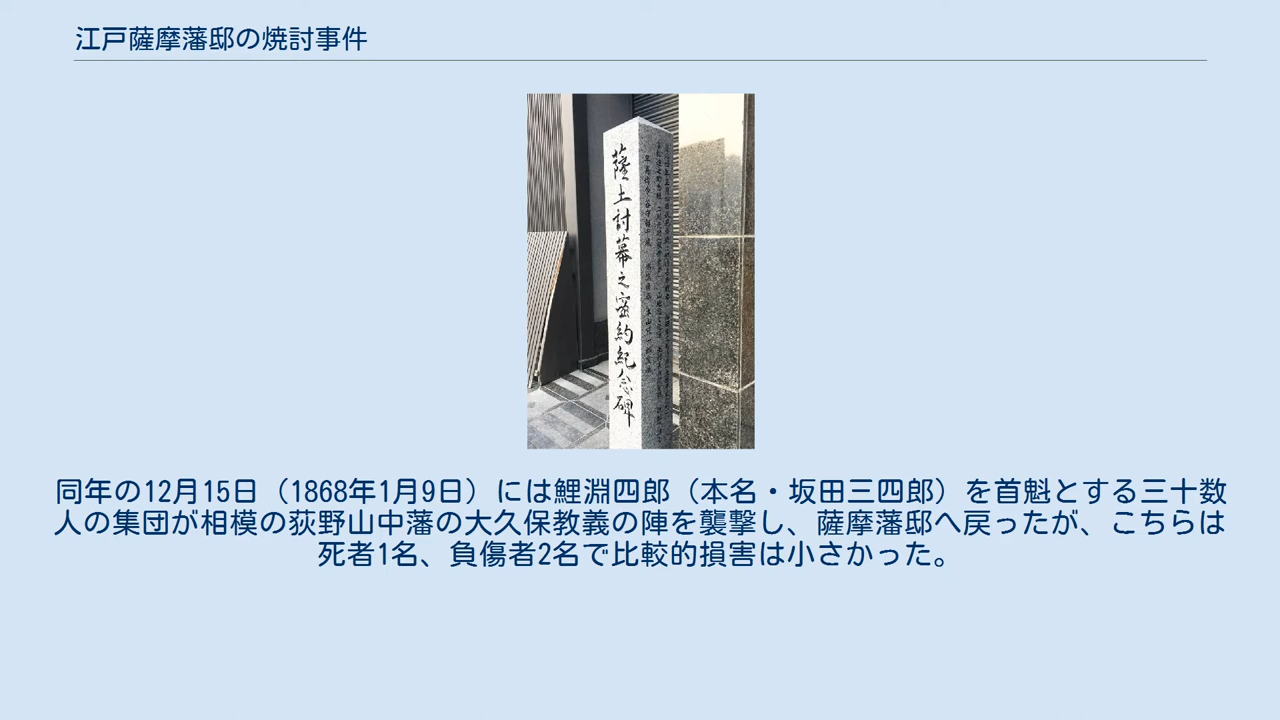 江戸薩摩藩邸の焼討事件
薩土討幕之密約紀念碑
同年の12月15日（1868年1月9日）には鯉淵四郎（本名・坂田三四郎）を首魁とする三十数
人の集団が相模の荻野山中藩の大久保教義の陣を襲撃し、薩摩藩邸へ戻ったが、こちらは
死者1名、負傷者2名で比較的損害は小さかった。